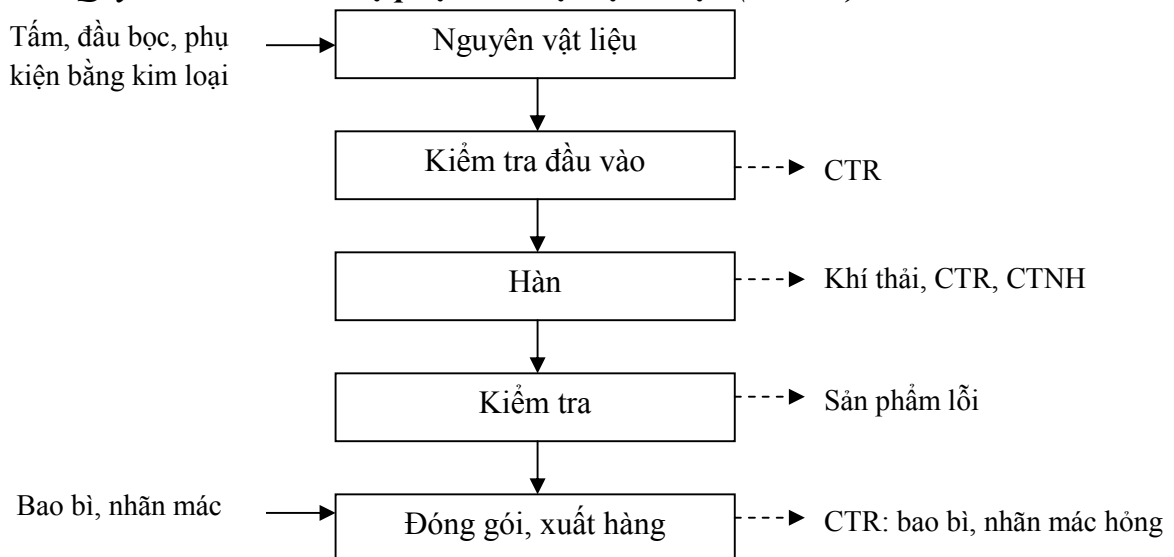 Tấm, đầu bọc, phụ
kiện bằng kim loại
Nguyên vật liệu
Kiểm tra đầu vào
CTR
Hàn
Khí thải, CTR, CTNH
Kiểm tra
Sản phẩm lỗi
Bao bì, nhãn mác
Đóng gói, xuất hàng
CTR: bao bì, nhãn mác hỏng